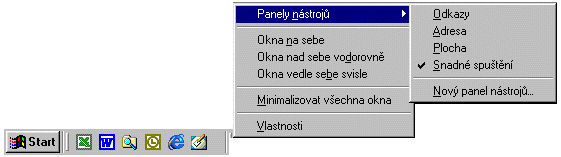 Panely nástrojů
Okna na sebe
Okna nad sebe vodorovně
Okna vedle sebe svisle
Minimalizovat všechna okna
Vlastnosti
Odkazy
Adresa
Plocha
Snadné spuštění
Nový panel nástrojů...
Start